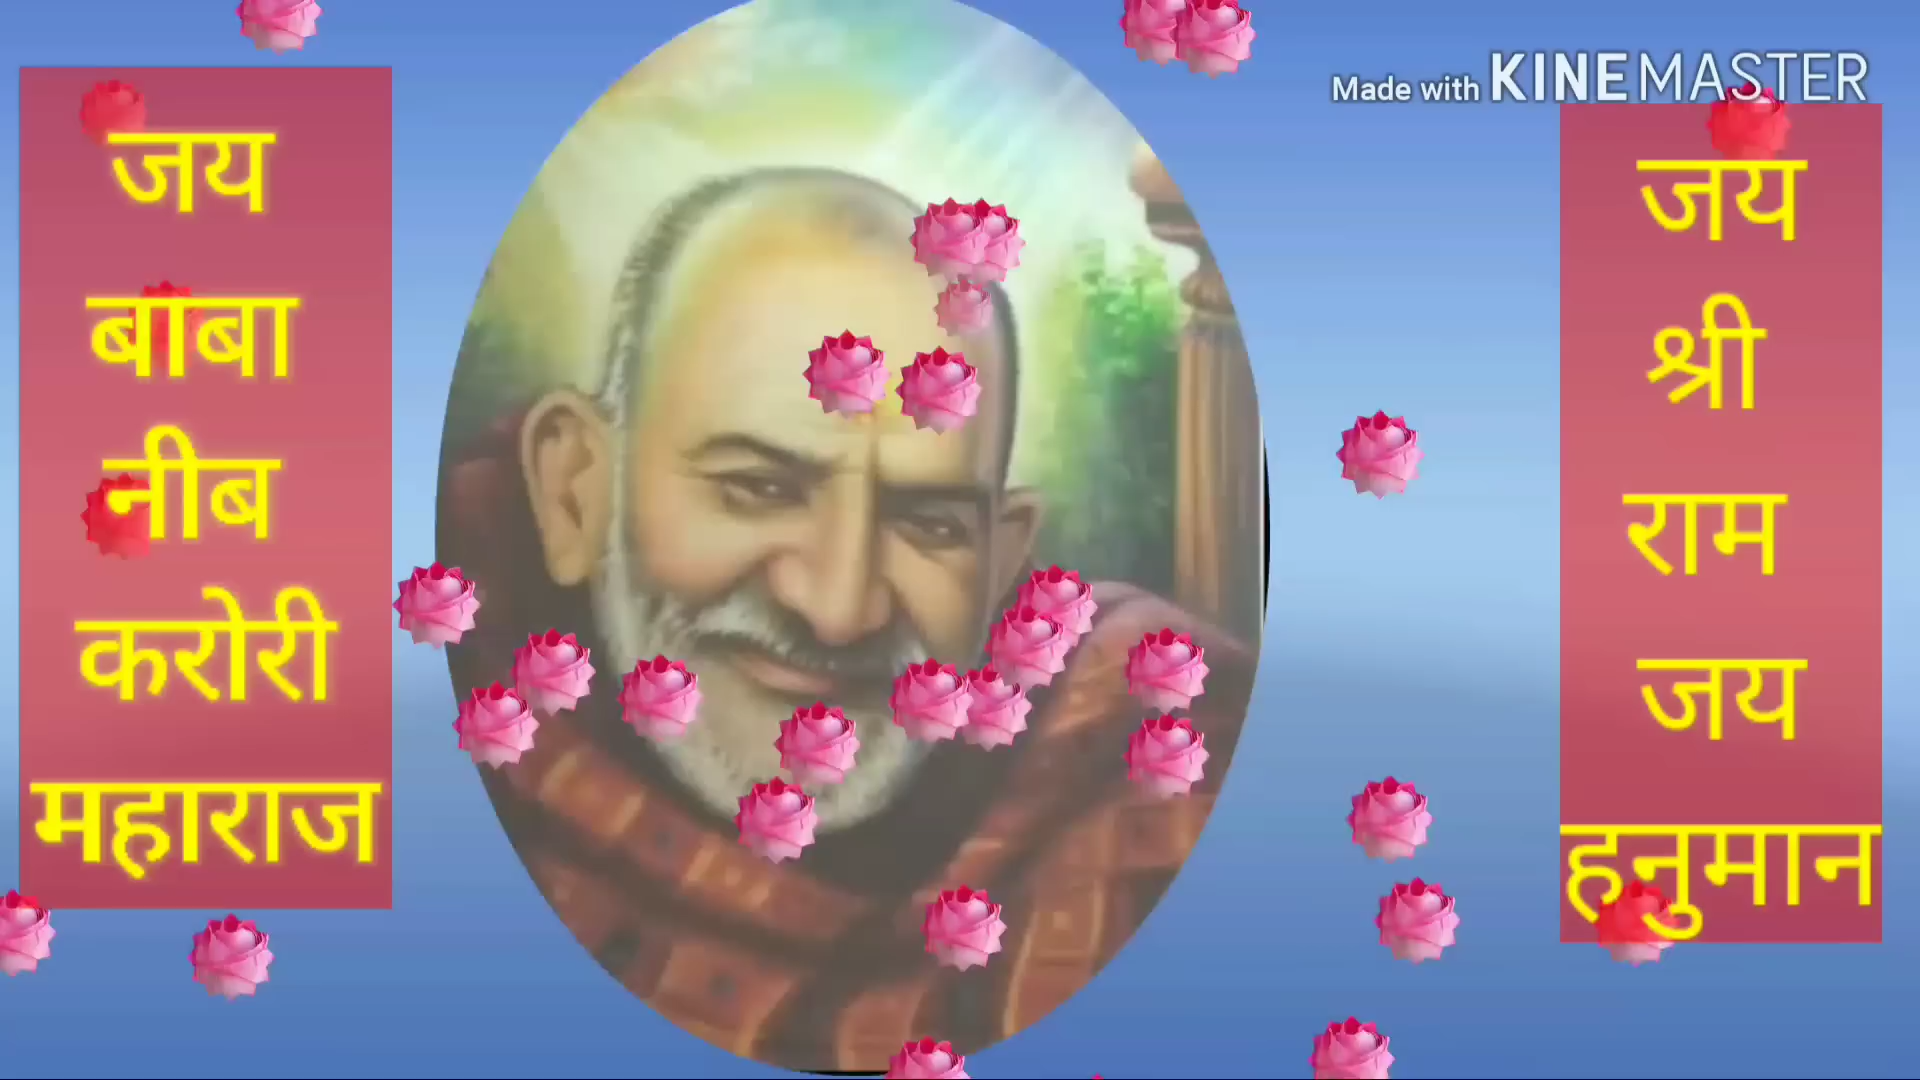 जय
बाबा
नीब
करोरी
महाराज
Made with KINEMASTER
जय
श्री
राम
जय
हनुमान